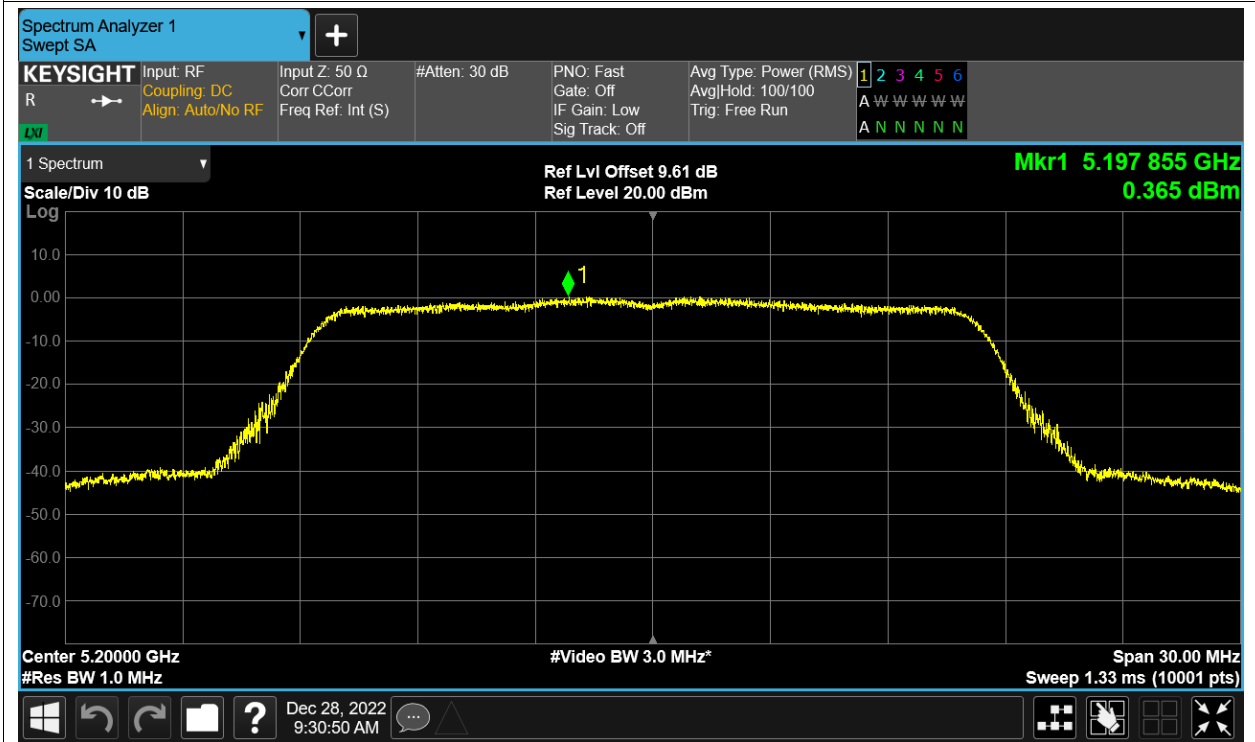 Spectrum Analyzer 1
Swept SA
KEYSIGHT
R
LXI
Input: RF
Coupling: DC
Align: Auto/No RF
Input Z: 50 Ω
Corr CCorr
Freq Ref: Int (S)
#Atten: 30 dB
PNO: Fast
Gate: Off
IF Gain: Low
Sig Track: Off
Avg Type: Power (RMS)
Avg|Hold: 100/100
Trig: Free Run
1 2 3 4 5 6
A W W W W W
A N N N N N
1 Spectrum
Scale/Div 10 dB
Log
Ref Lvl Offset 9.61 dB
Ref Level 20.00 dBm
Mkr1 5.197 855 GHz
0.365 dBm
10.0
0.00
-10.0
-20.0
-30.0
-40.0
-50.0
-60.0
-70.0
1
Center 5.20000 GHz
#Res BW 1.0 MHz
#Video BW 3.0 MHz*
Span 30.00 MHz
Sweep 1.33 ms (10001 pts)
?
Dec 28, 2022
9:30:50 AM